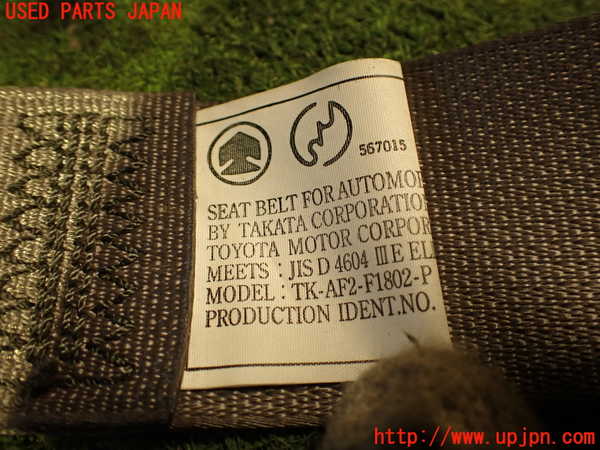 USED PARTS JAPAN
567015
SEAT BELT FOR AUTOMO
BY TAKATA CORPORATIO
TOYOTA MOTOR CORPOR
MEETS : JIS D 4604 III E EL
MODEL : TK-AF2-F1802-P
PRODUCTION IDENT.NO.
http://www.upjpn.com/